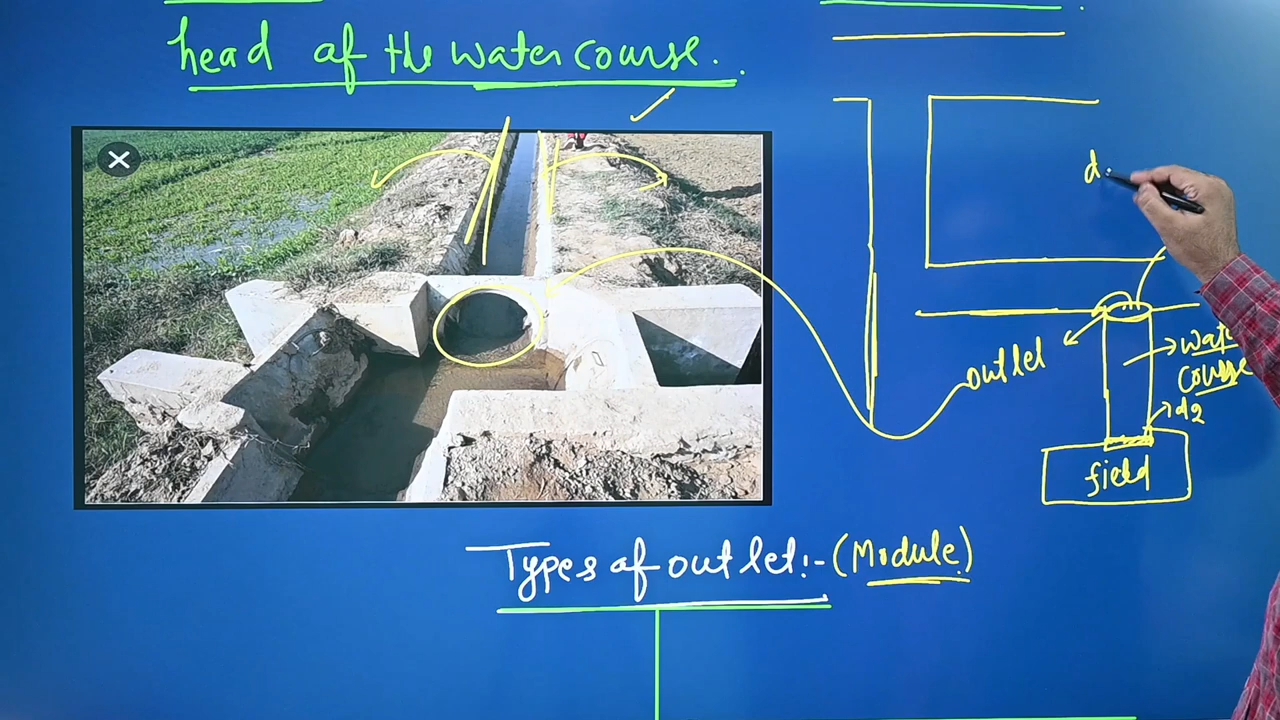 head of the water course.
d.
outlet
water
course
d2
field
Types of outlet:- (Module)